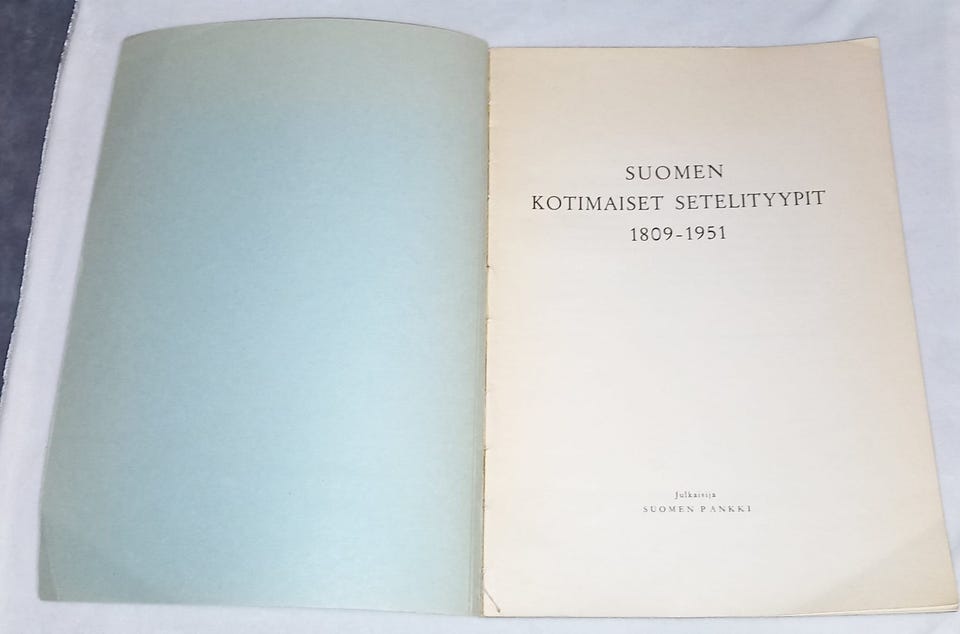 SUOMEN
KOTIMAISET SETELITYYPIT
1809-1951
Julkaisija
SUOMEN PANKKI